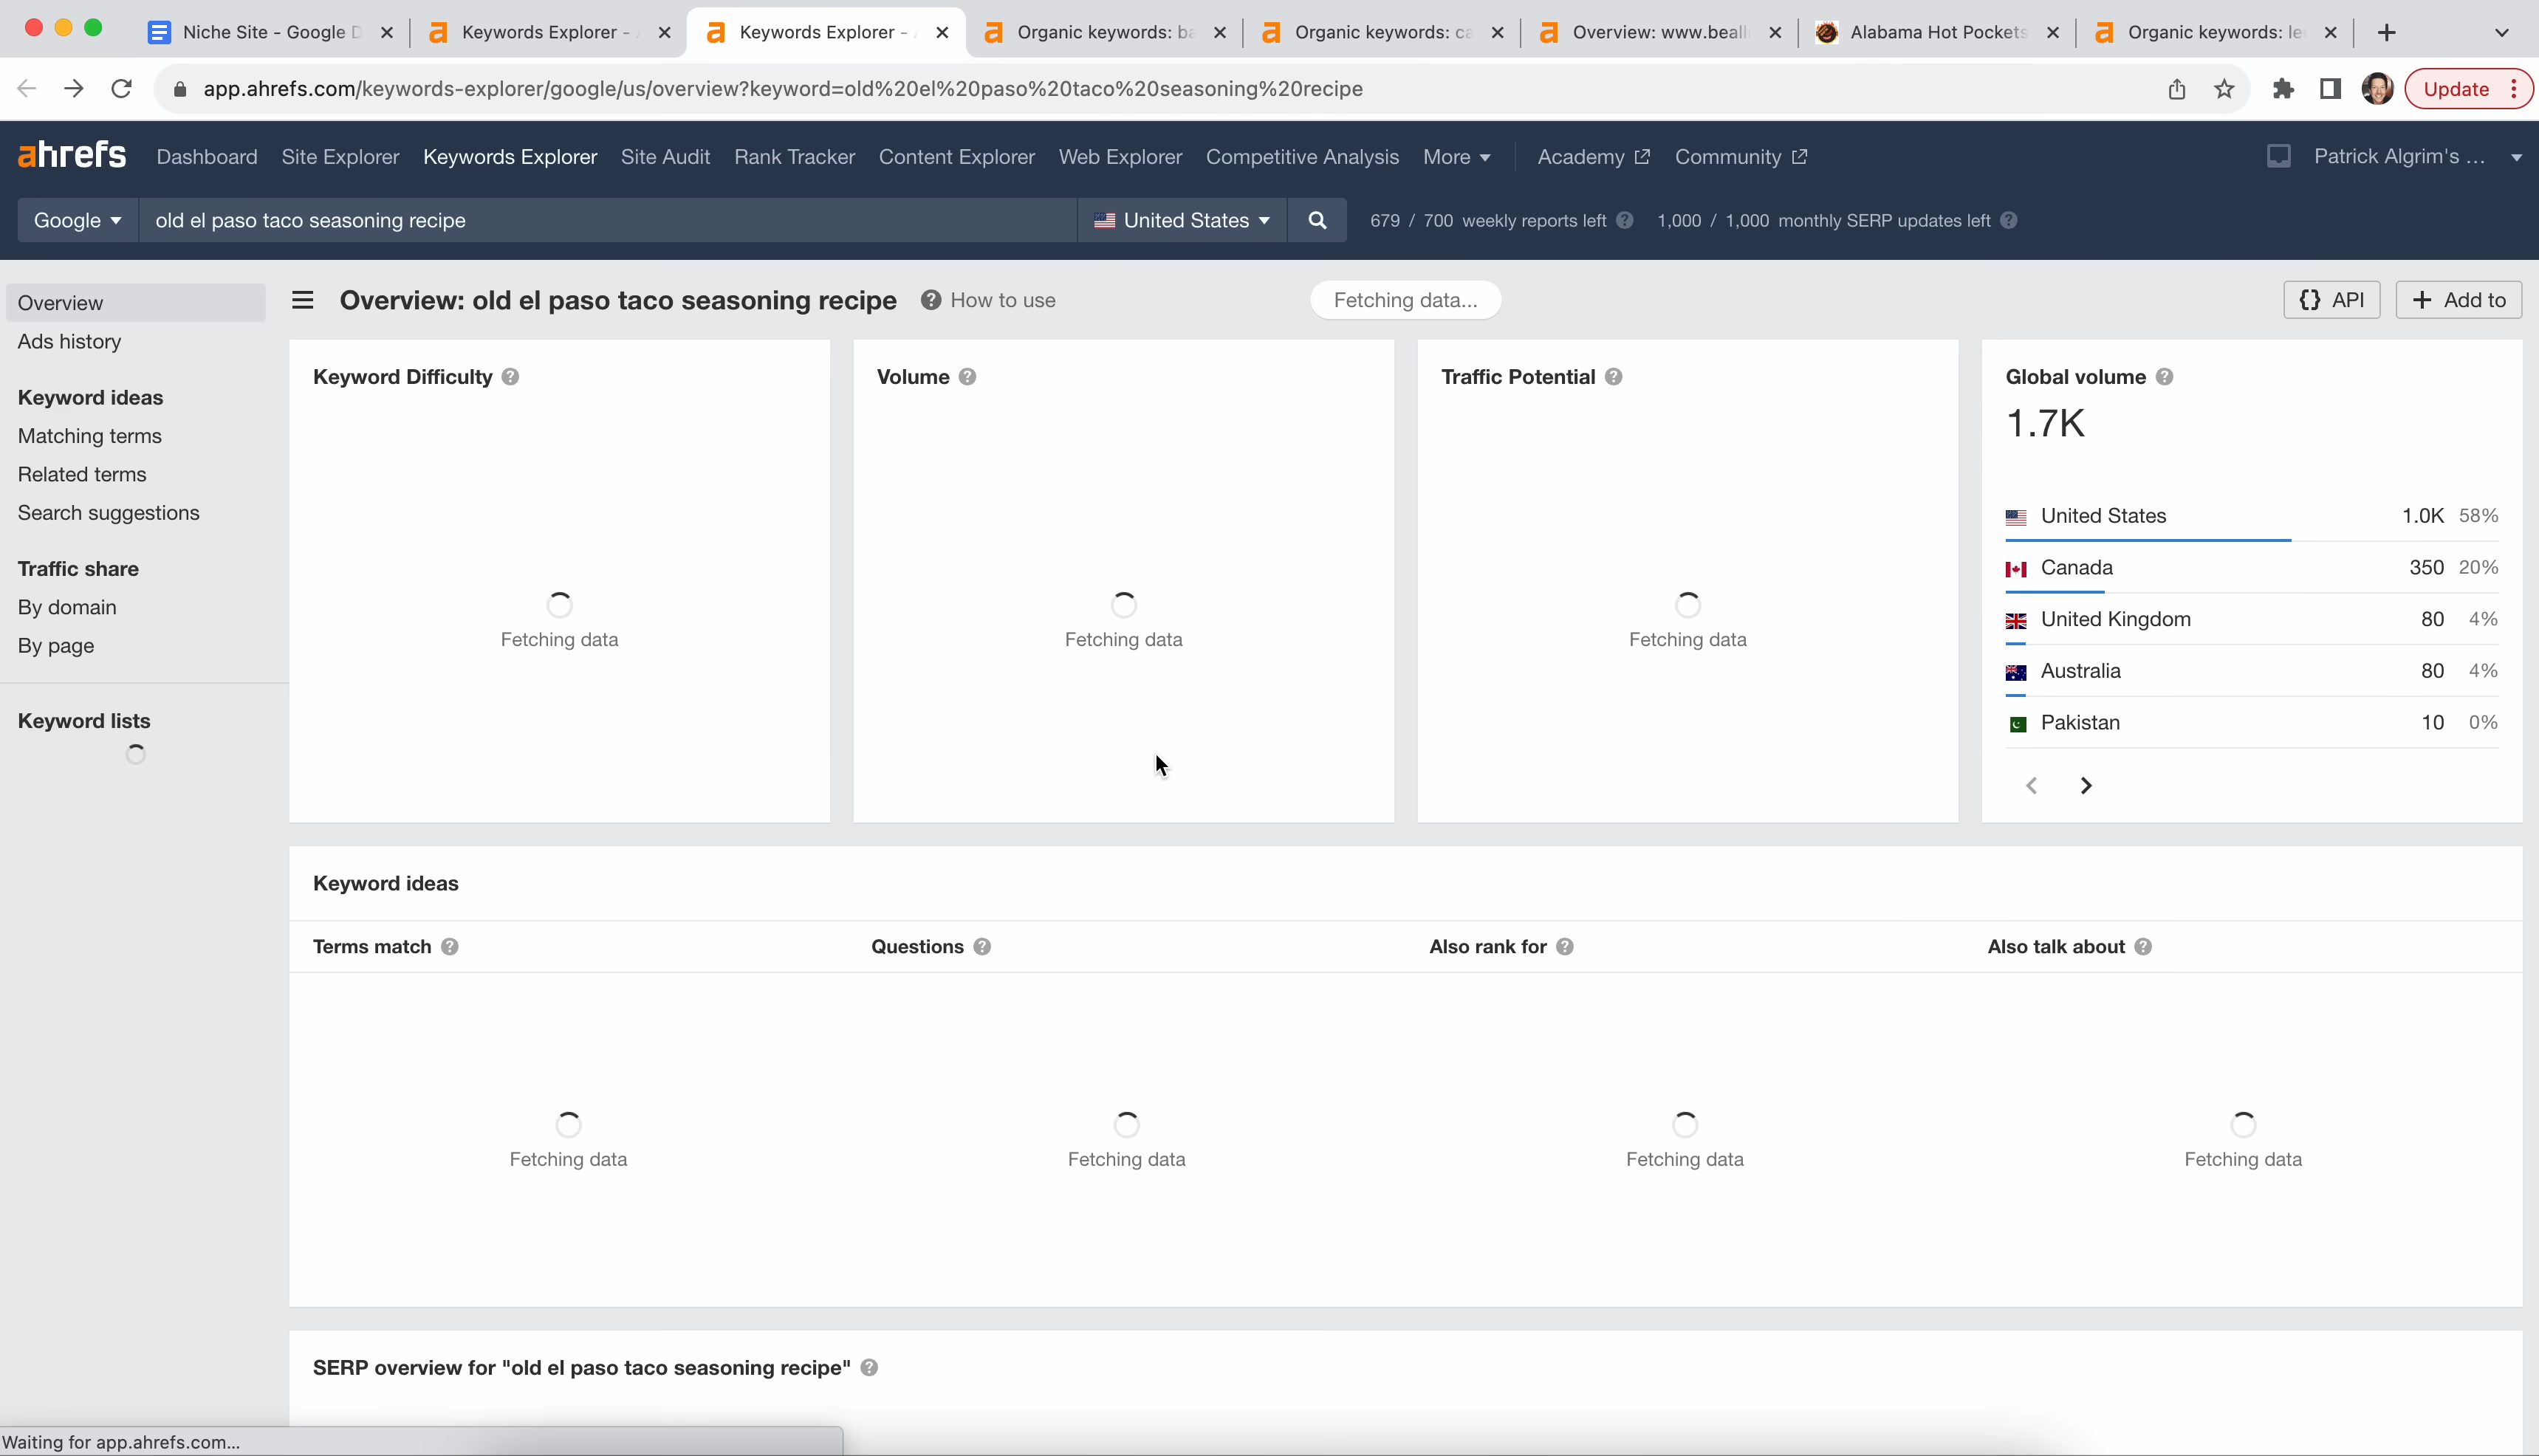 Niche Site - Google D
Keywords Explorer -
Keywords Explorer -
Organic keywords: ba
Organic keywords: ca
Overview: www.beall
Alabama Hot Pockets
Organic keywords: le
app.ahrefs.com/keywords-explorer/google/us/overview?keyword=old%20el%20paso%20taco%20seasoning%20recipe
Update
ahrefs Dashboard Site Explorer Keywords Explorer Site Audit Rank Tracker Content Explorer Web Explorer Competitive Analysis More Academy Community Patrick Algrim's ...
Google old el paso taco seasoning recipe United States 679 / 700 weekly reports left ? 1,000 / 1,000 monthly SERP updates left ?
Overview
Ads history
Keyword ideas
Matching terms
Related terms
Search suggestions
Traffic share
By domain
By page
Keyword lists
Overview: old el paso taco seasoning recipe ? How to use Fetching data... {} API + Add to
Keyword Difficulty ?
Fetching data
Volume ?
Fetching data
Traffic Potential ?
Fetching data
Global volume ?
1.7K
United States 1.0K 58%
Canada 350 20%
United Kingdom 80 4%
Australia 80 4%
Pakistan 10 0%
Keyword ideas
Terms match ? Questions ? Also rank for ? Also talk about ?
Fetching data Fetching data Fetching data Fetching data
SERP overview for "old el paso taco seasoning recipe" ?
Waiting for app.ahrefs.com...